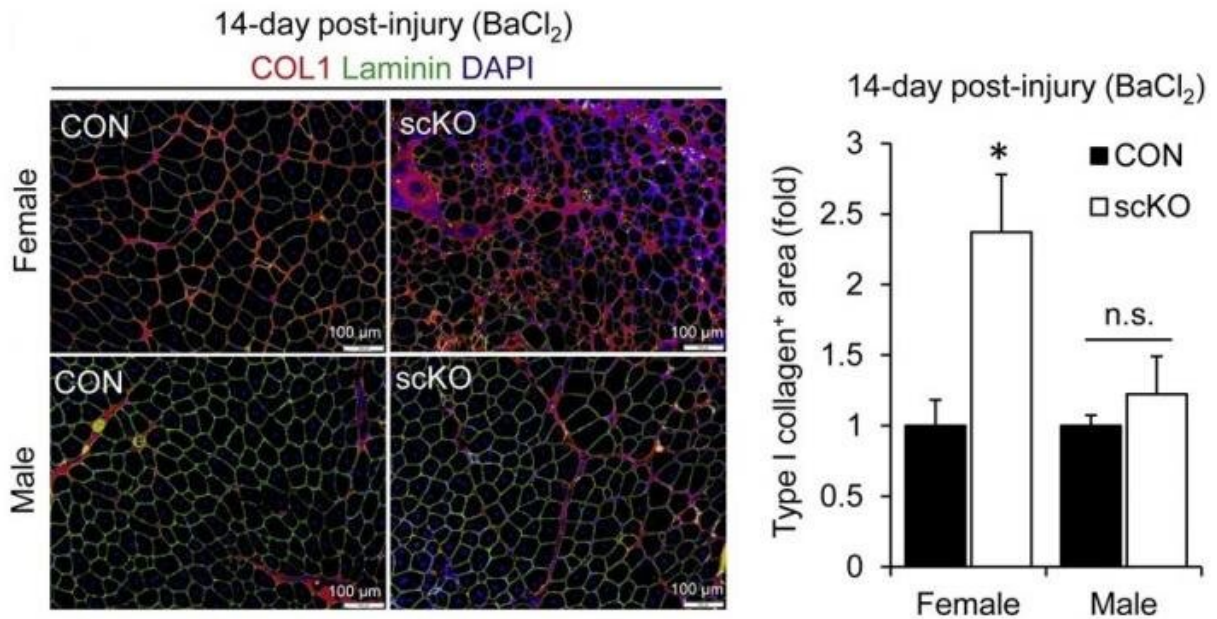 14-day post-injury (BaCl₂)
COL1 Laminin DAPI
Female
CON
100 µm
scKO
100 µm
Male
CON
100 µm
scKO
100 µm
14-day post-injury (BaCl₂)
Type I collagen⁺ area (fold)
3
2.5
2
1.5
1
0.5
0
*
n.s.
CON
scKO
Female Male